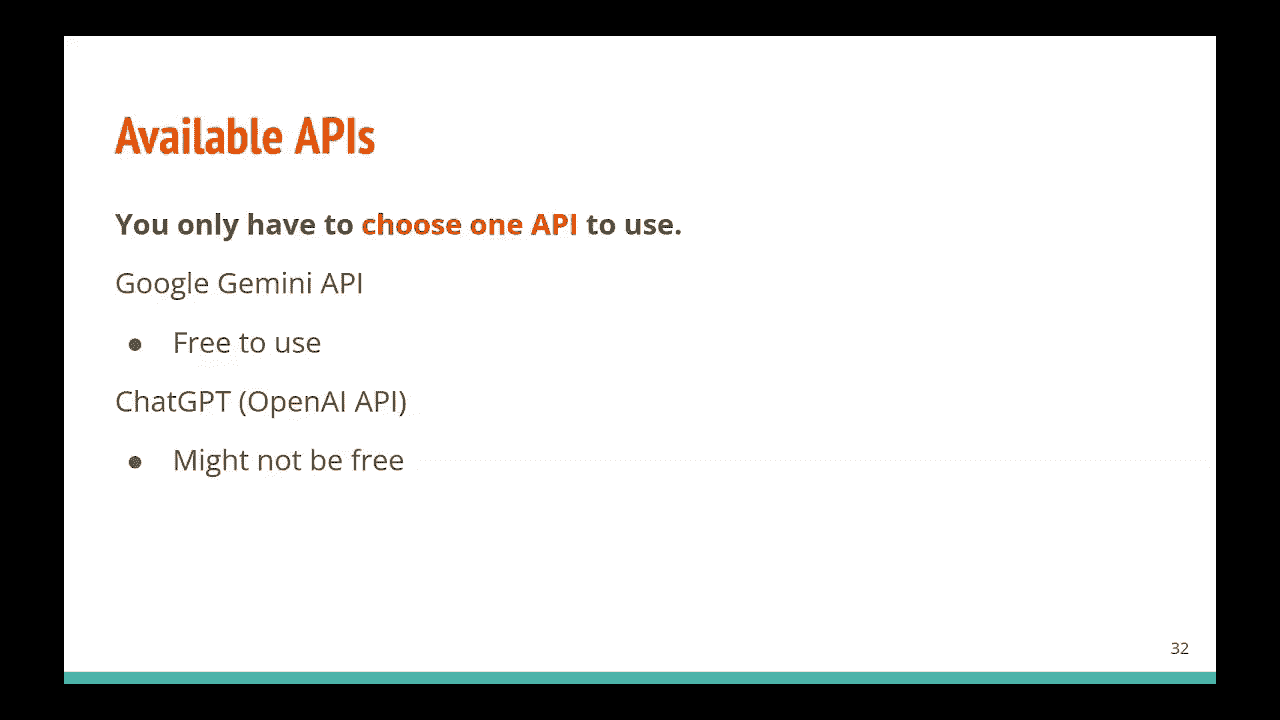 Available APIs
You only have to choose one API to use.
Google Gemini API
● Free to use
ChatGPT (OpenAI API)
● Might not be free
32